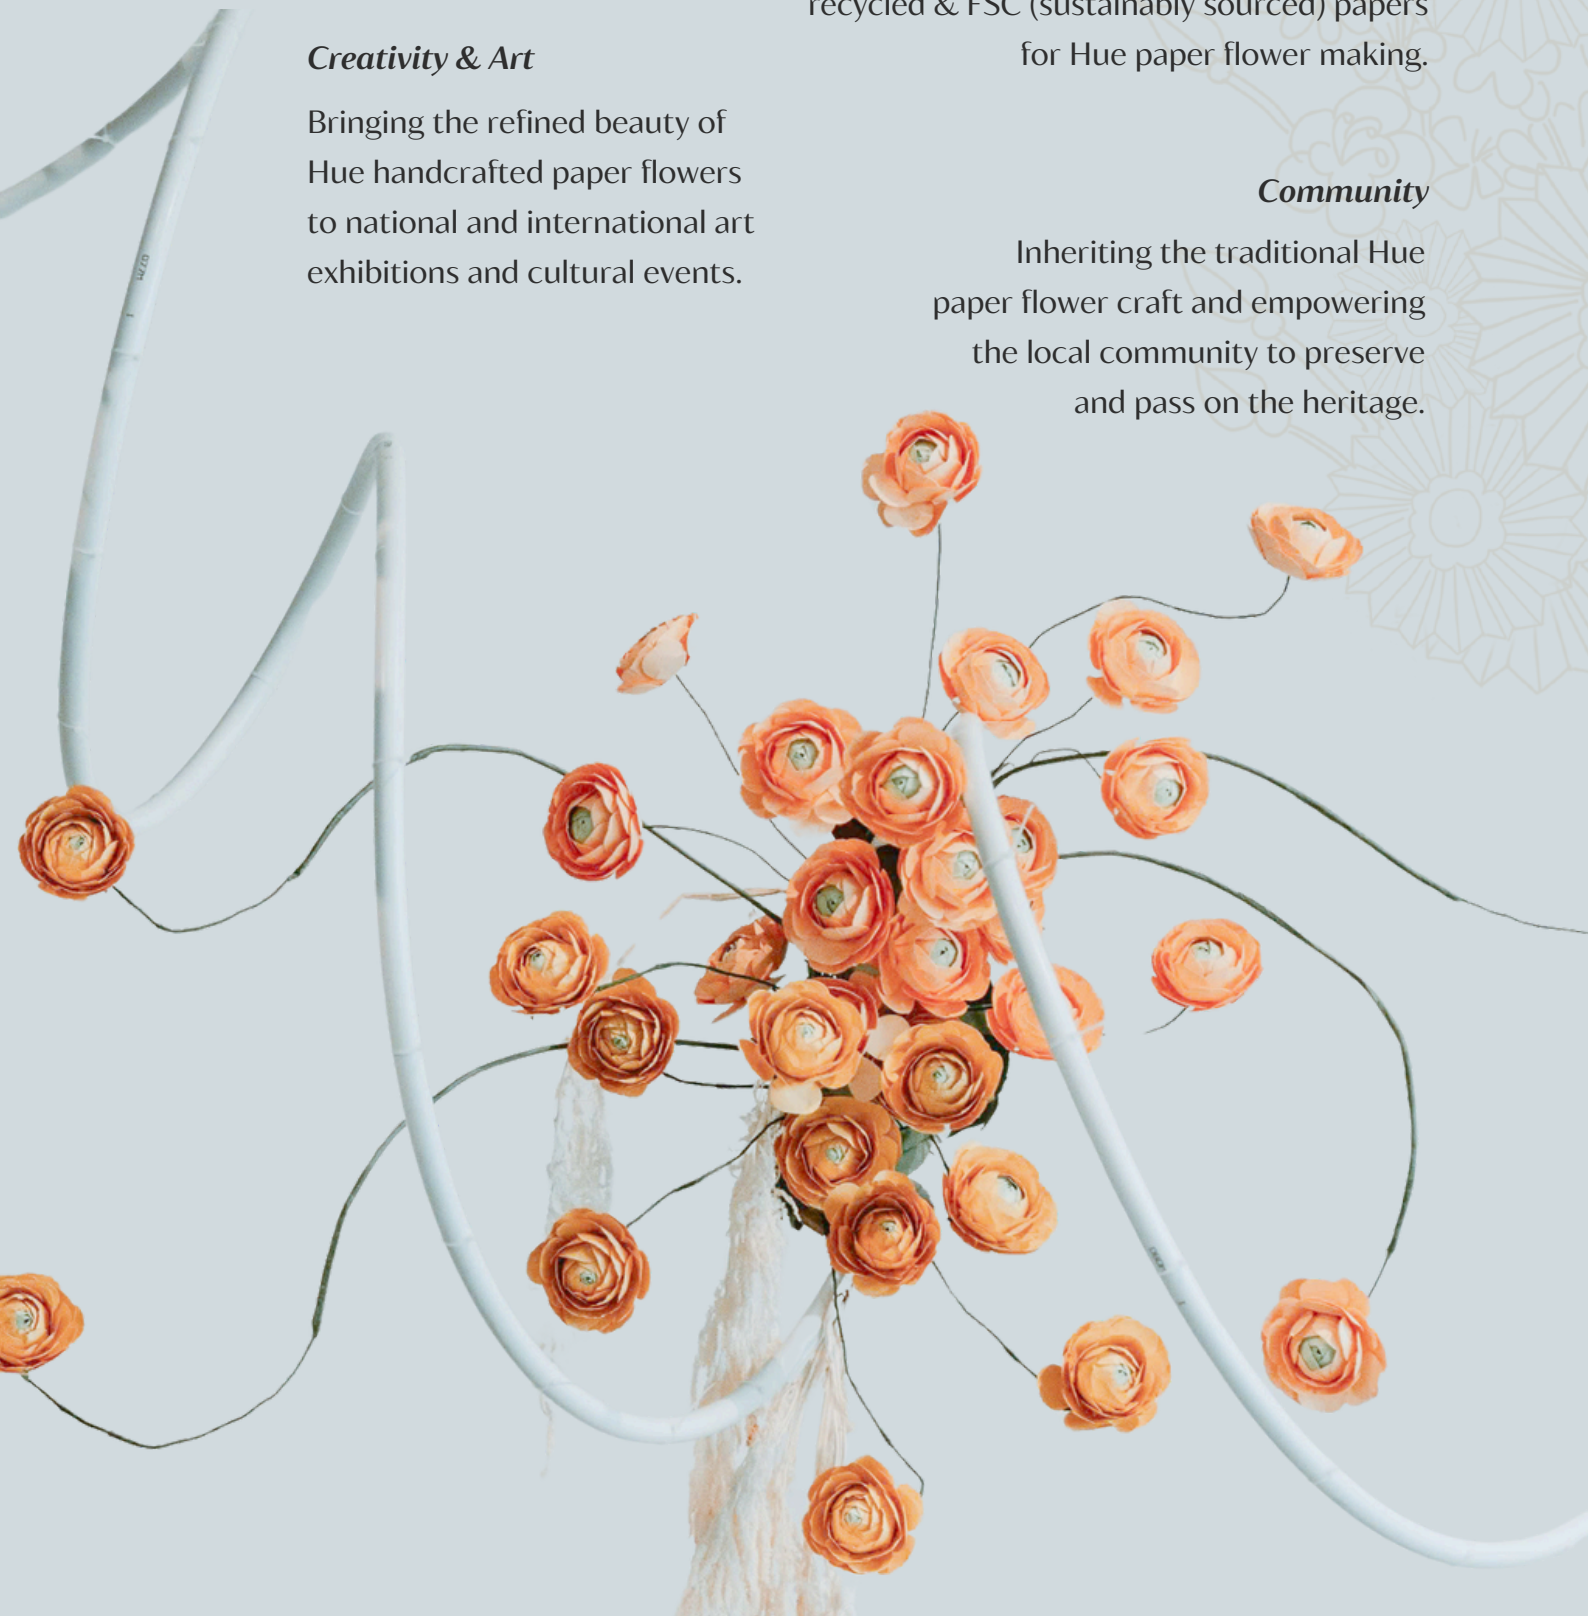 recycled & FSC (sustainably sourced) papers
for Hue paper flower making.
Creativity & Art
Bringing the refined beauty of
Hue handcrafted paper flowers
to national and international art
exhibitions and cultural events.
Community
Inheriting the traditional Hue
paper flower craft and empowering
the local community to preserve
and pass on the heritage.